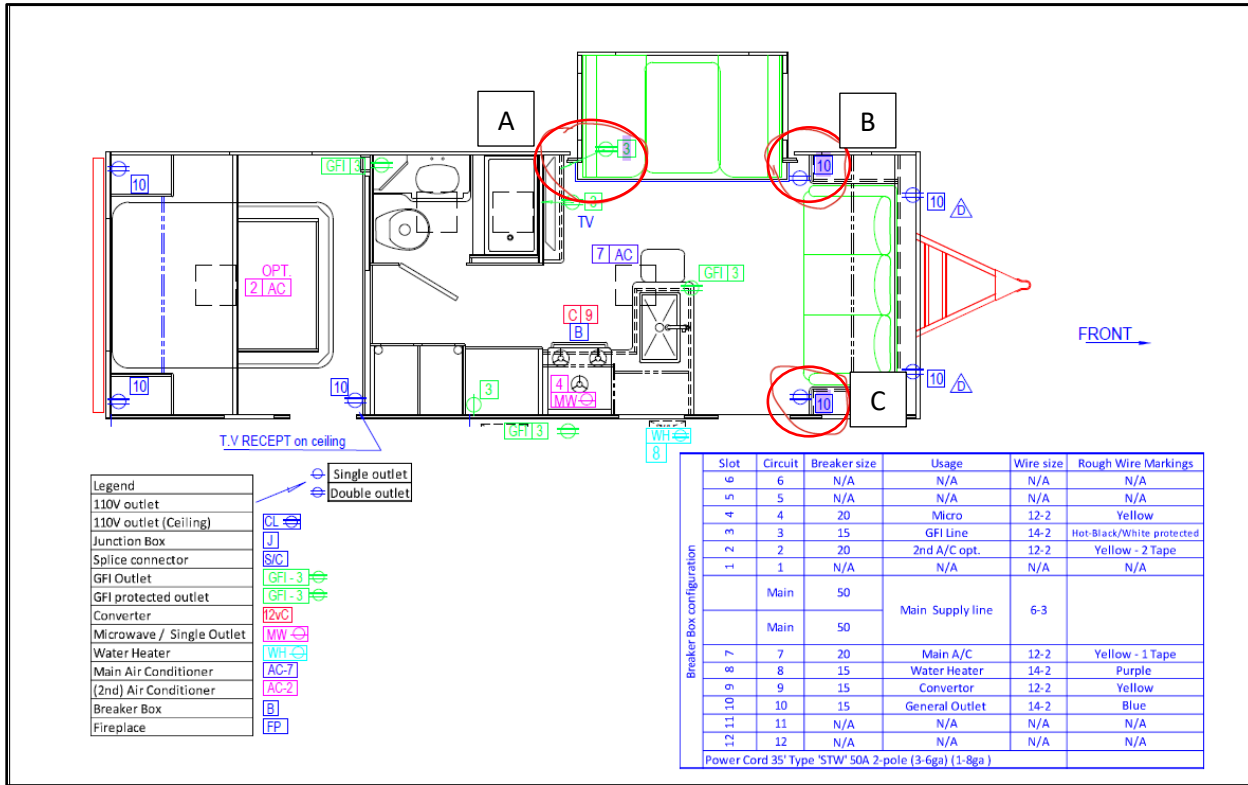 A
B
3
10
GFI 3
10
10
D
3
TV
7 AC
OPT.
2 AC
GFI 3
C 9
B
FRONT
10
10
4
MW
3
10
C
10
D
T.V RECEPT on ceiling
GFI 3
WH
8
Single outlet
Double outlet
Legend
110V outlet
110V outlet (Ceiling) CL
Junction Box J
Splice connector S/C
GFI Outlet GFI - 3
GFI protected outlet GFI - 3
Converter 12vC
Microwave / Single Outlet MW
Water Heater WH
Main Air Conditioner AC-7
(2nd) Air Conditioner AC-2
Breaker Box B
Fireplace FP
Breaker Box configuration
Slot Circuit Breaker size Usage Wire size Rough Wire Markings
6 6 N/A N/A N/A N/A
5 5 N/A N/A N/A N/A
4 4 20 Micro 12-2 Yellow
3 3 15 GFI Line 14-2 Hot-Black/White protected
2 2 20 2nd A/C opt. 12-2 Yellow - 2 Tape
1 1 N/A N/A N/A N/A
Main 50
Main Supply line 6-3
Main 50
7 7 20 Main A/C 12-2 Yellow - 1 Tape
8 8 15 Water Heater 14-2 Purple
9 9 15 Convertor 12-2 Yellow
10 10 15 General Outlet 14-2 Blue
11 11 N/A N/A N/A N/A
12 12 N/A N/A N/A N/A
Power Cord 35' Type 'STW' 50A 2-pole (3-6ga) (1-8ga )